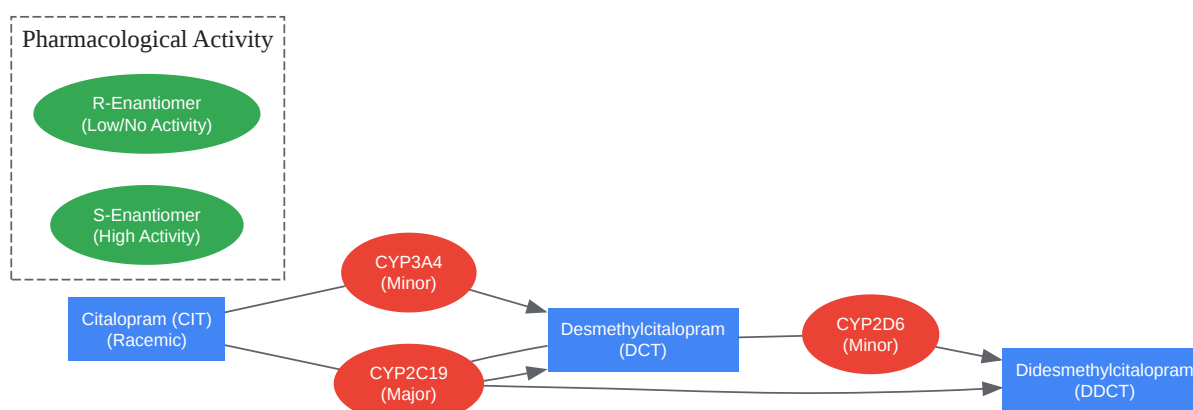 Pharmacological Activity
R-Enantiomer
(Low/No Activity)
S-Enantiomer
(High Activity)
CYP3A4
(Minor)
Citalopram (CIT)
(Racemic)
Desmethylcitalopram
(DCT)
CYP2D6
(Minor)
CYP2C19
(Major)
Didesmethylcitalopram
(DDCT)